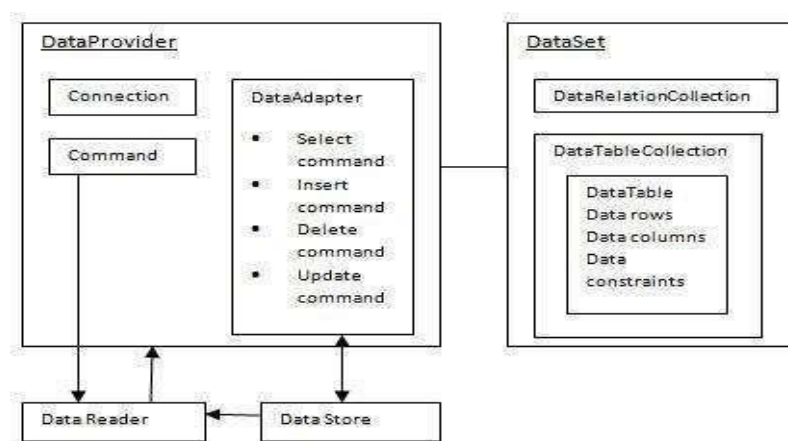 DataProvider
Connection
Command
DataAdapter
• Select
command
• Insert
command
• Delete
command
• Update
command
DataSet
DataRelationCollection
DataTableCollection
DataTable
Data rows
Data columns
Data
constraints
Data Reader
Data Store